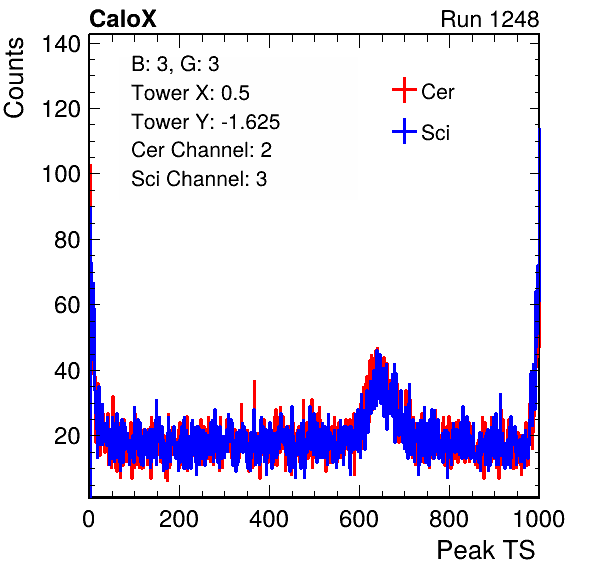 CaloX Run 1248
Counts
140
120
100
80
60
40
20
B: 3, G: 3
Tower X: 0.5
Tower Y: -1.625
Cer Channel: 2
Sci Channel: 3
Cer
Sci
0 200 400 600 800 1000
Peak TS